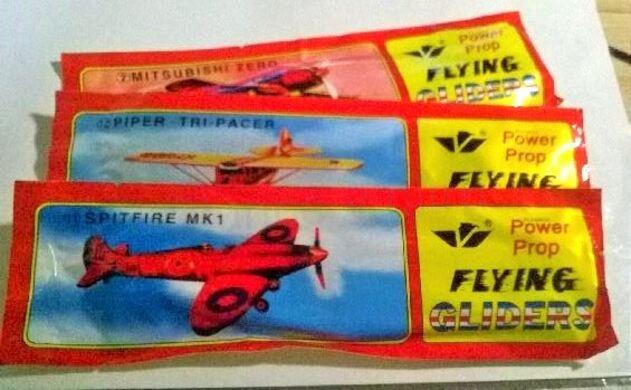 MITSUBISHI ZERO
Power
Prop
FLYING
GLIDERS
PIPER TRI-PACER
Power
Prop
FLYING
SPITFIRE MK1
Power
Prop
FLYING
GLIDERS